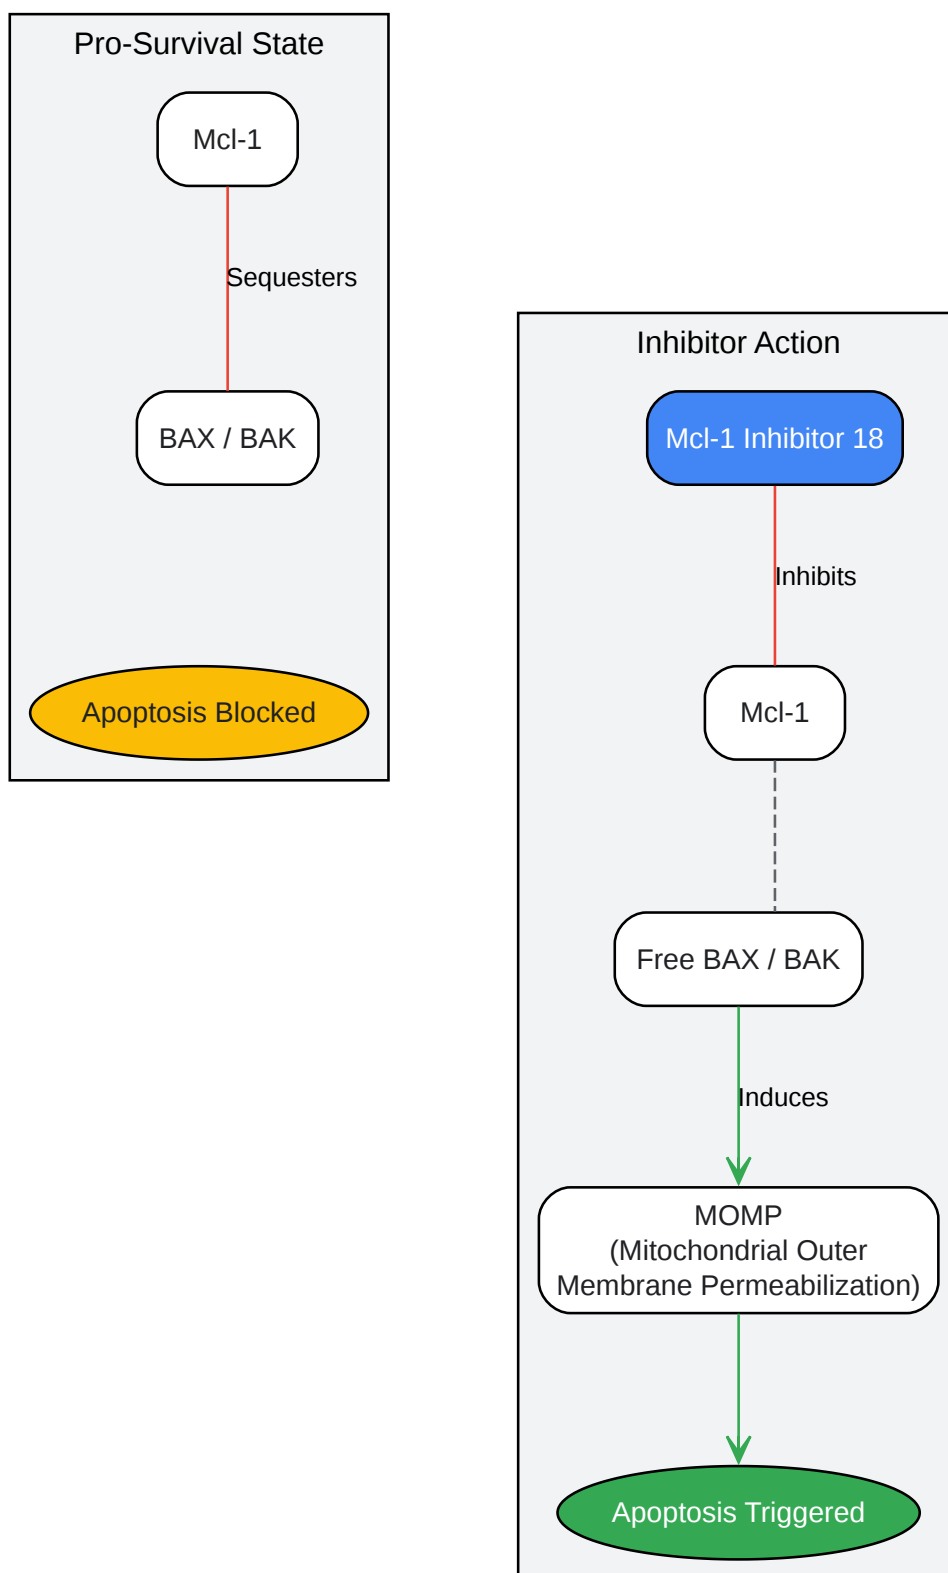 Pro-Survival State
Mcl-1
Sequesters
BAX / BAK
Apoptosis Blocked
Inhibitor Action
Mcl-1 Inhibitor 18
Inhibits
Mcl-1
Free BAX / BAK
Induces
MOMP
(Mitochondrial Outer
Membrane Permeabilization)
Apoptosis Triggered